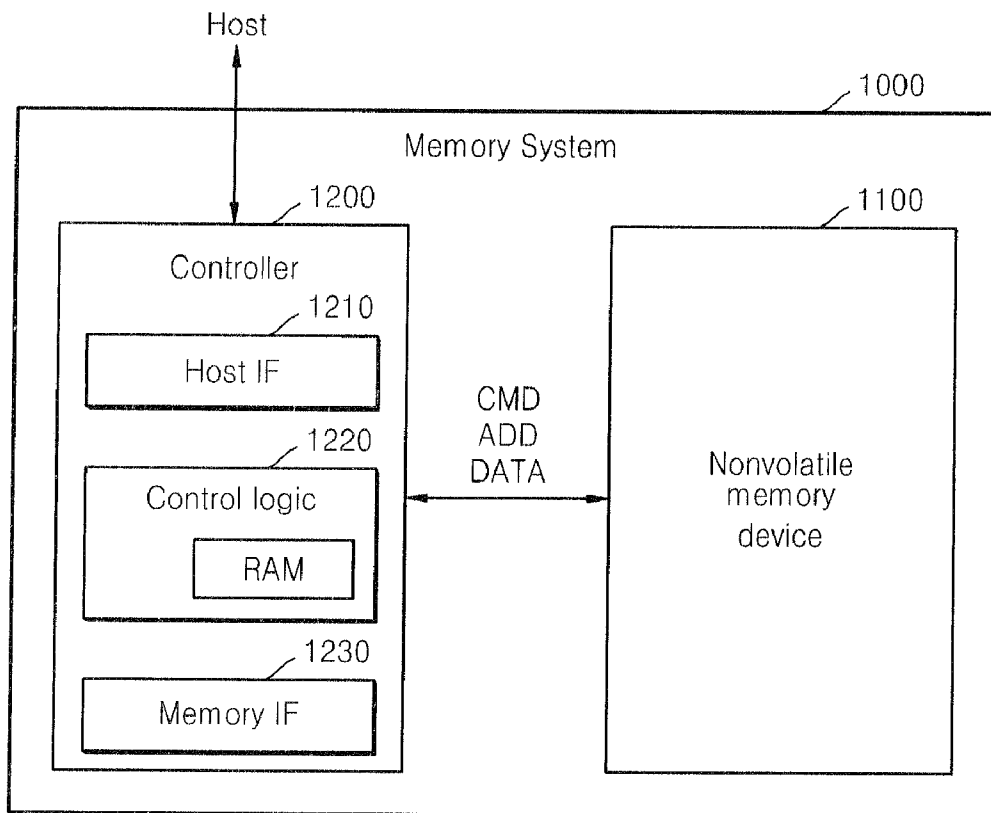 Host
1000
Memory System
1200
1100
Controller
1210
Host IF
CMD
ADD
DATA
1220
Control logic
RAM
Nonvolatile
memory
device
1230
Memory IF